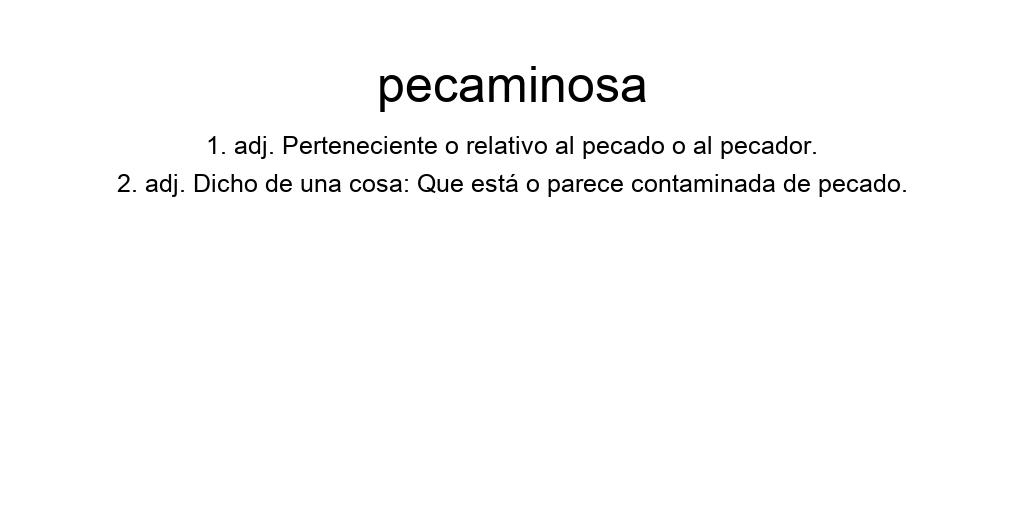 pecaminosa
1. adj. Perteneciente o relativo al pecado o al pecador.
2. adj. Dicho de una cosa: Que está o parece contaminada de pecado.